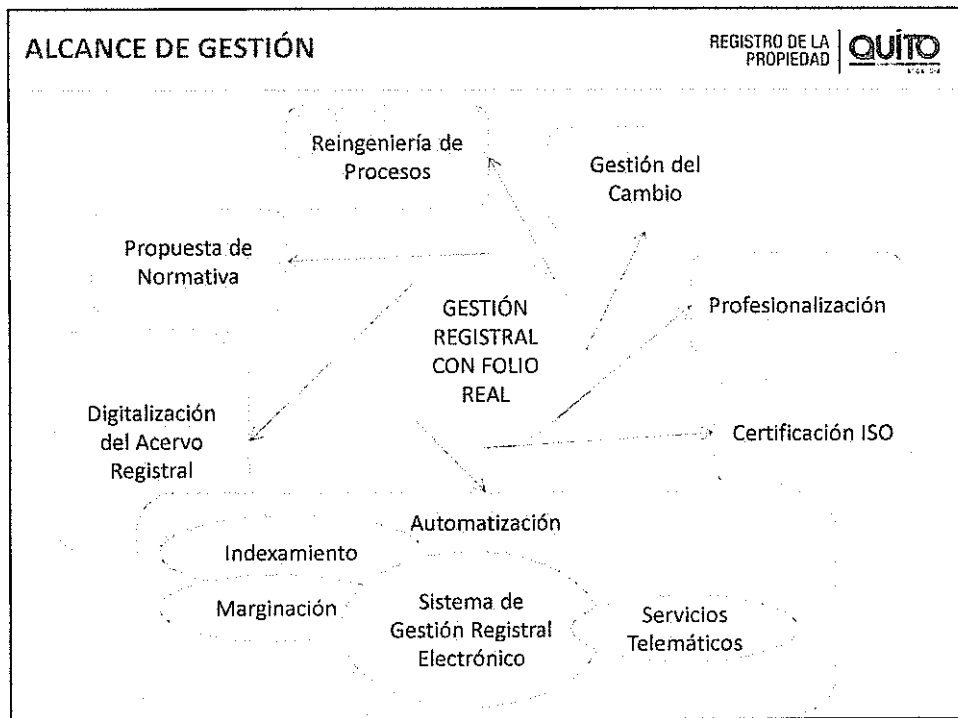 ALCANCE DE GESTIÓN
REGISTRO DE LA
PROPIEDAD
QUITO
Reingeniería de
Procesos
Gestión del
Cambio
Propuesta de
Normativa
Profesionalización
GESTIÓN
REGISTRAL
CON FOLIO
REAL
Digitalización
del Acervo
Registral
Certificación ISO
Automatización
Indexamiento
Marginación
Sistema de
Gestión Registral
Electrónico
Servicios
Telemáticos